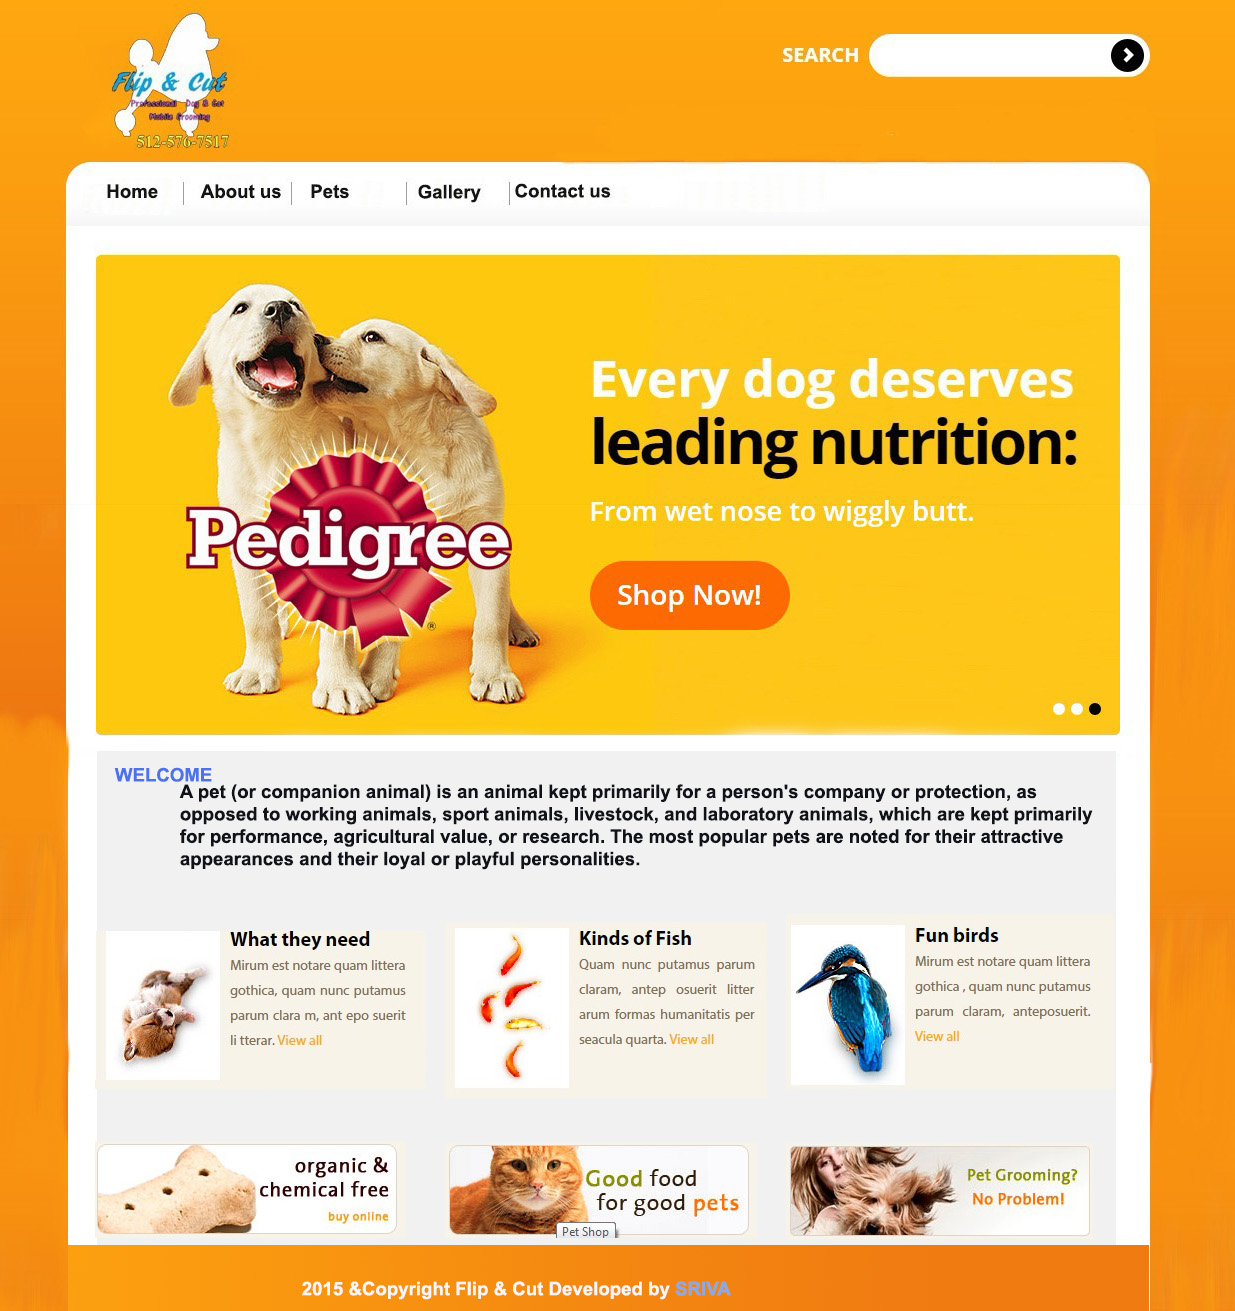 Flip & Cut
Professional Dog & Cat
Mobile Grooming
512-576-7517
SEARCH
Home
About us
Pets
Gallery
Contact us
Every dog deserves
leading nutrition:
From wet nose to wiggly butt.
Shop Now!
Pedigree
®
WELCOME
A pet (or companion animal) is an animal kept primarily for a person's company or protection, as
opposed to working animals, sport animals, livestock, and laboratory animals, which are kept primarily
for performance, agricultural value, or research. The most popular pets are noted for their attractive
appearances and their loyal or playful personalities.
What they need
Mirum est notare quam littera
gothica, quam nunc putamus
parum clara m, ant epo suerit
li tterar. View all
Kinds of Fish
Quam nunc putamus parum
claram, antep osuerit litter
arum formas humanitatis per
seacula quarta. View all
Fun birds
Mirum est notare quam littera
gothica , quam nunc putamus
parum claram, anteposuerit.
View all
organic &
chemical free
buy online
Good food
for good pets
Pet Shop
Pet Grooming?
No Problem!
2015 &Copyright Flip & Cut Developed by SRIVA